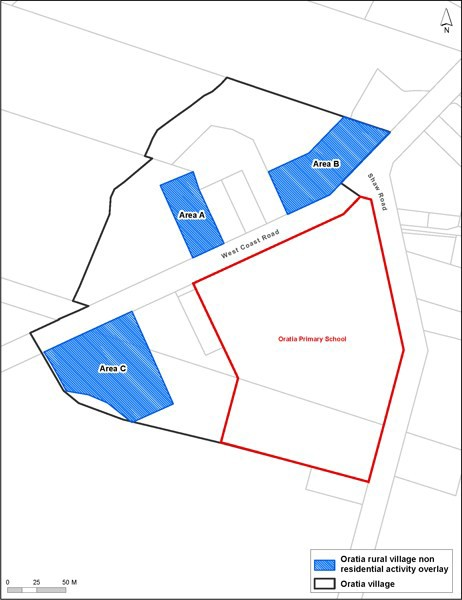 N
Area B
Shaw Road
Area A
West Coast Road
Oratia Primary School
Area C
Oratia rural village non
residential activity overlay
Oratia village
0 25 50 M